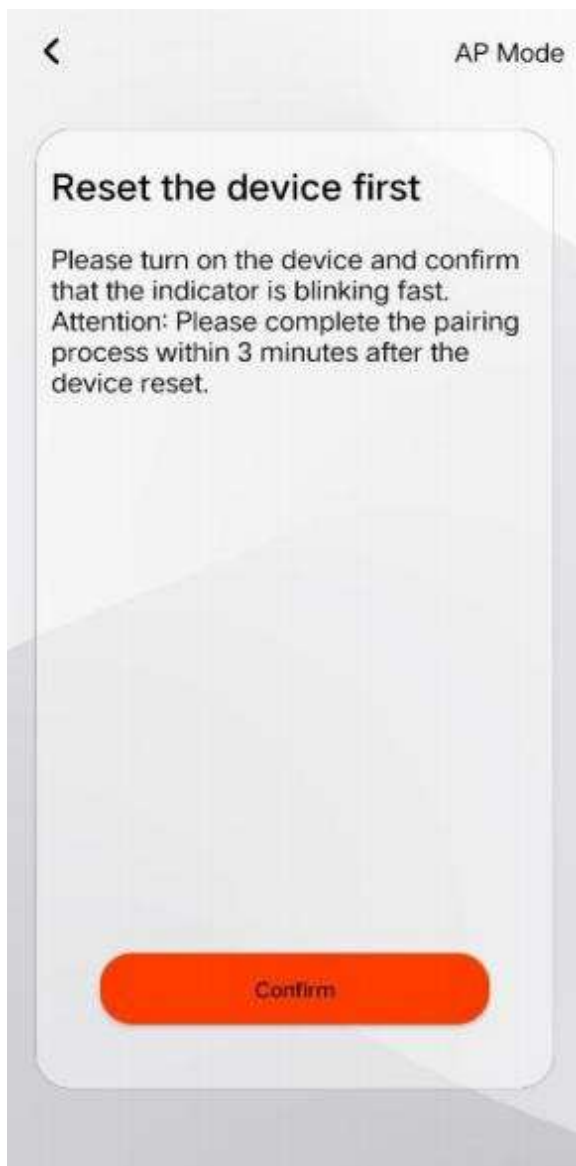 AP Mode
Reset the device first
Please turn on the device and confirm
that the indicator is blinking fast.
Attention: Please complete the pairing
process within 3 minutes after the
device reset.
Confirm